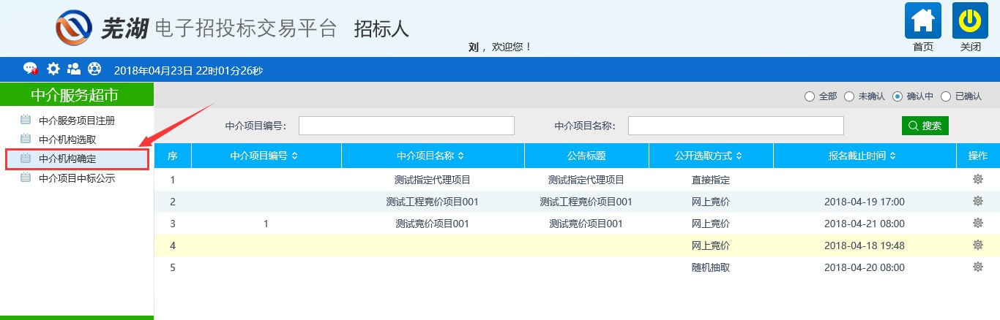 芜湖 电子招投标交易平台 招标人
刘，欢迎您！
首页 关闭
2018年04月23日 22时01分26秒
中介服务超市
中介服务项目注册
中介机构选取
中介机构确定
中介项目中标公示
全部 未确认 确认中 已确认
中介项目编号： 中介项目名称： 搜索
序 中介项目编号 中介项目名称 公告标题 公开选取方式 报名截止时间 操作
1 测试指定代理项目 测试指定代理项目 直接指定
2 测试工程竞价项目001 测试工程竞价项目001 网上竞价 2018-04-19 17:00
3 1 测试竞价项目001 测试竞价项目001 网上竞价 2018-04-21 08:00
4 网上竞价 2018-04-18 19:48
5 随机抽取 2018-04-20 08:00